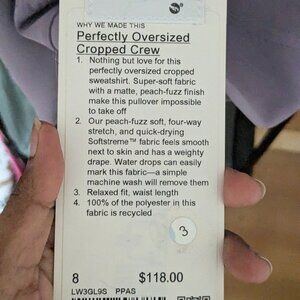 WHY WE MADE THIS
Perfectly Oversized
Cropped Crew
1. Nothing but love for this
perfectly oversized cropped
sweatshirt. Super-soft fabric
with a matte, peach-fuzz finish
make this pullover impossible
to take off
2. Our peach-fuzz soft, four-way
stretch, and quick-drying
Softstreme™ fabric feels smooth
next to skin and has a weighty
drape. Water drops can easily
mark this fabric—a simple
machine wash will remove them
3. Relaxed fit, waist length
4. 100% of the polyester in this
fabric is recycled
3
8 $118.00
LW3GL9S PPAS